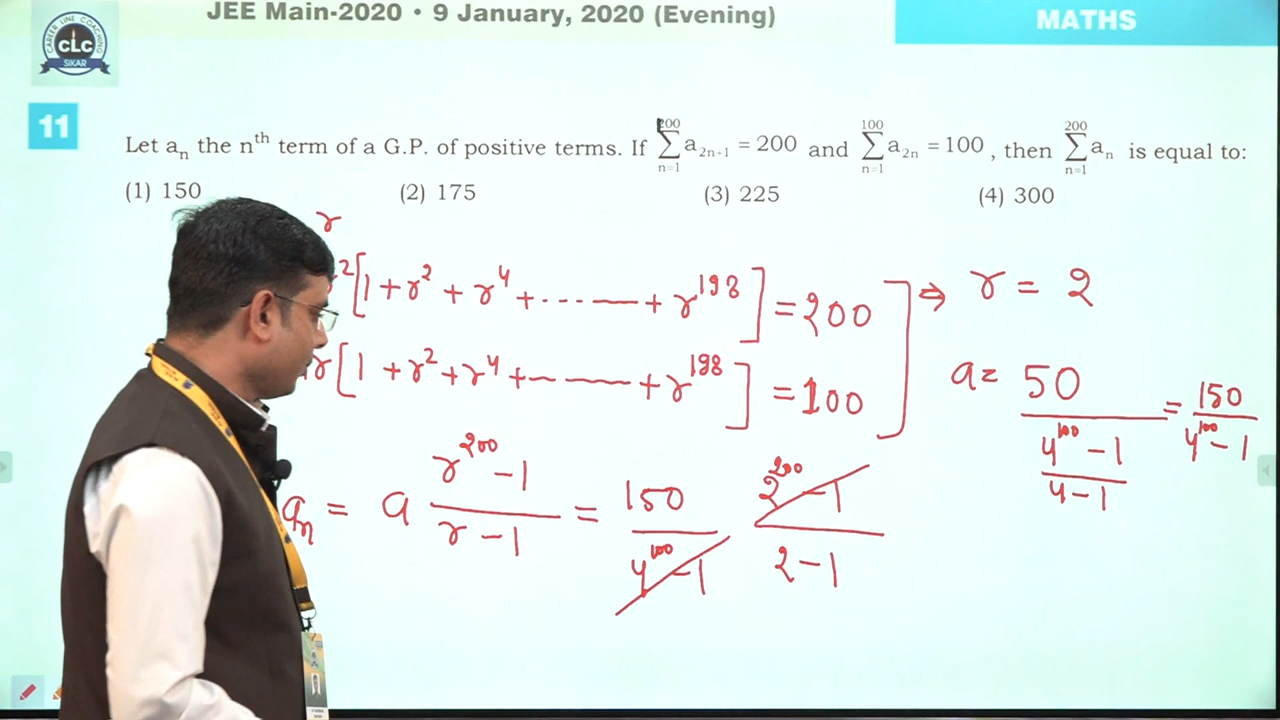 JEE Main-2020 • 9 January, 2020 (Evening)
MATHS
CAREER LINE COACHING
CLC
SIKAR
11
Let aₙ the nᵗʰ term of a G.P. of positive terms. If ∑_{n=1}^{200} a_{2n+1} = 200 and ∑_{n=1}^{100} a_{2n} = 100, then ∑_{n=1}^{200} aₙ is equal to:
(1) 150 (2) 175 (3) 225 (4) 300
r
²[1 + r² + r⁴ + ...... — + r¹⁹⁸] = 200 ] ⇒ r = 2
r[1 + r² + r⁴ + — — — + r¹⁹⁸] = 100
a = 50 / ((4¹⁰⁰ - 1) / (4 - 1)) = 150 / (4¹⁰⁰ - 1)
aₙ = a (r²⁰⁰ - 1) / (r - 1) = 150 / (4¹⁰⁰ - 1) (2²⁰⁰ - 1) / (2 - 1)